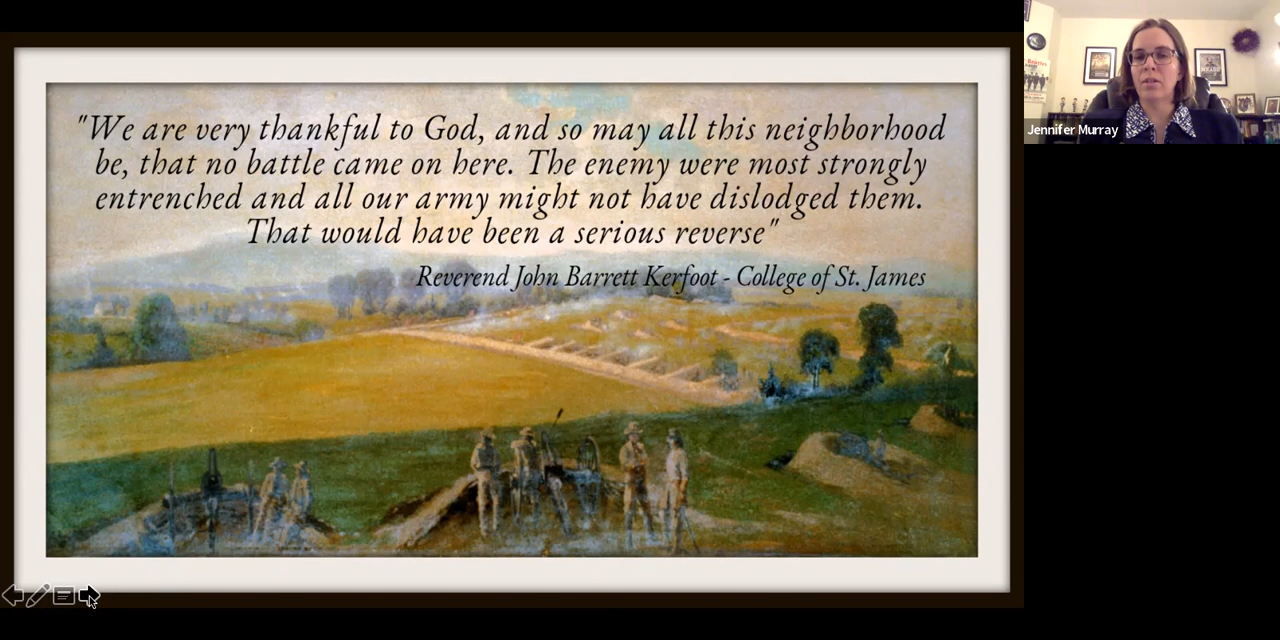 "We are very thankful to God, and so may all this neighborhood
be, that no battle came on here. The enemy were most strongly
entrenched and all our army might not have dislodged them.
That would have been a serious reverse"
Reverend John Barrett Kerfoot - College of St. James
Jennifer Murray